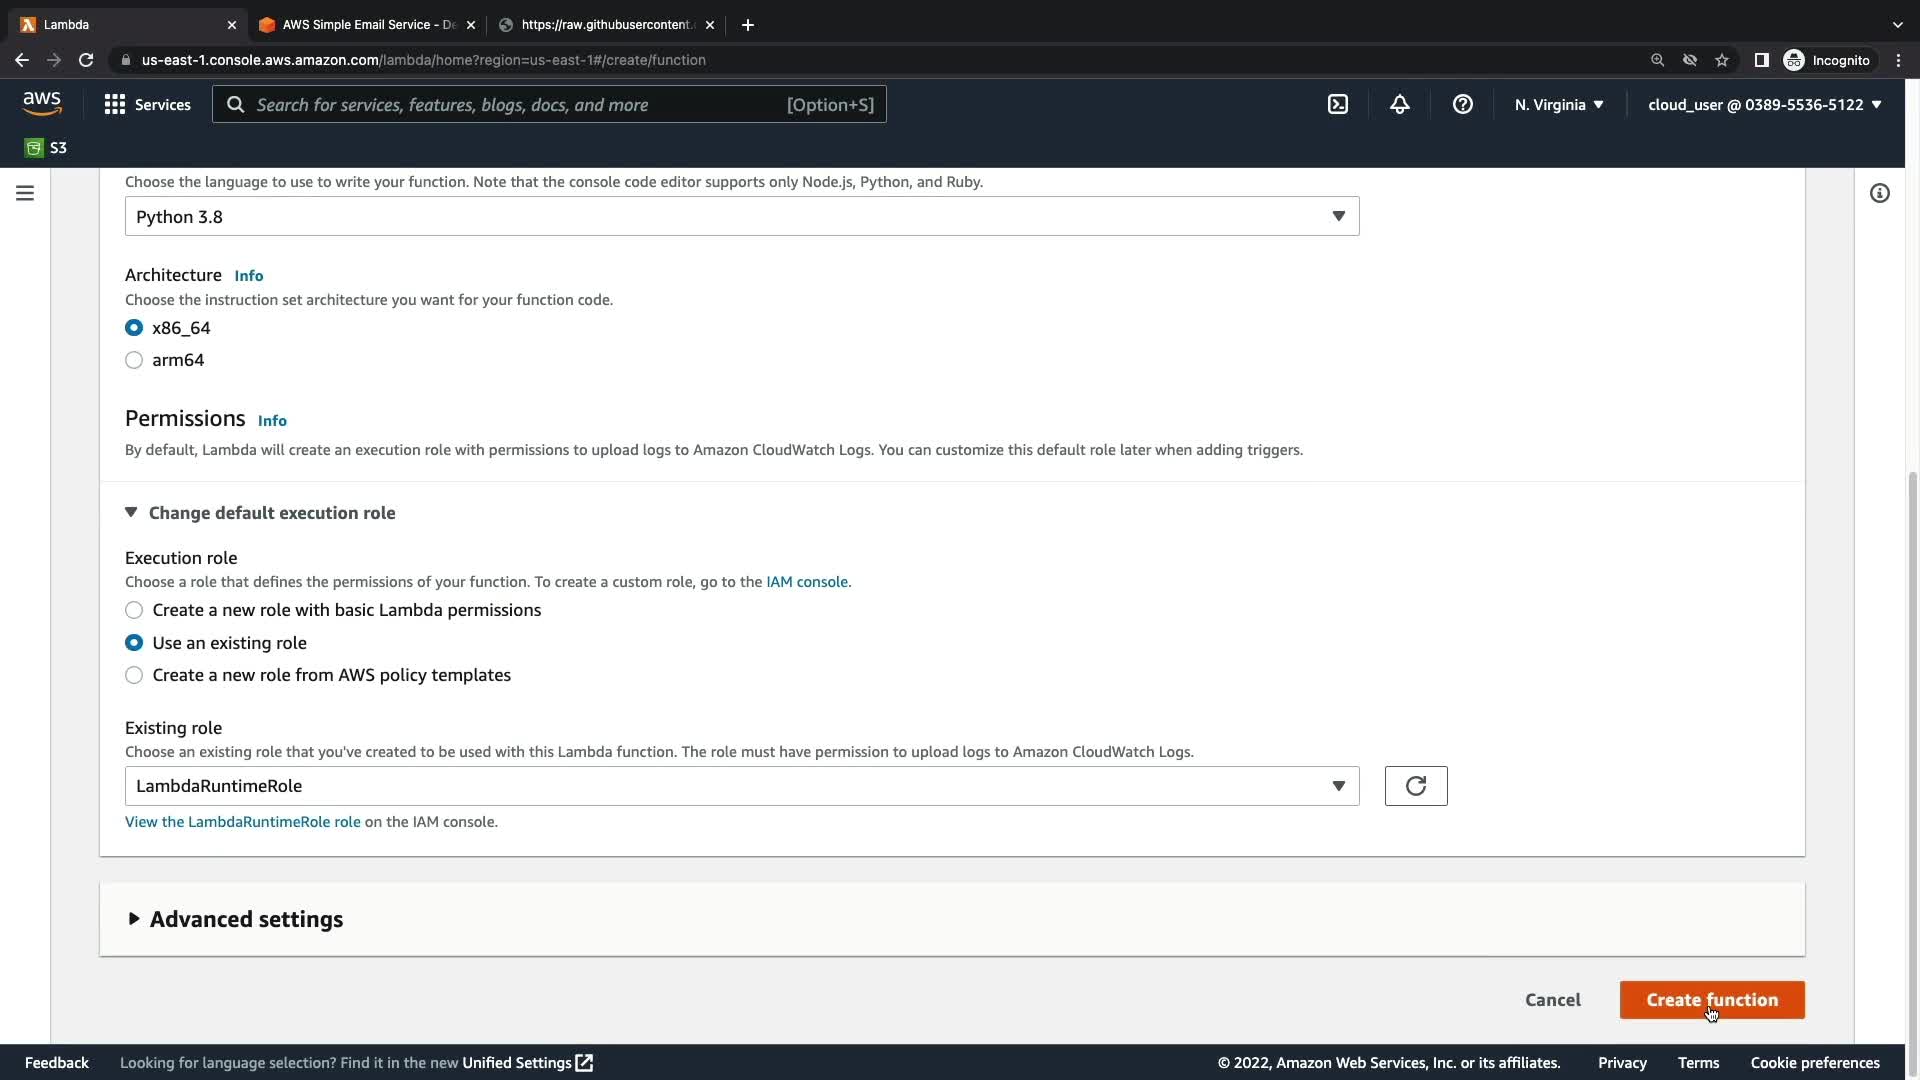 Lambda
AWS Simple Email Service - De
https://raw.githubusercontent.
us-east-1.console.aws.amazon.com/lambda/home?region=us-east-1#/create/function
Incognito
aws
Services
Search for services, features, blogs, docs, and more
[Option+S]
N. Virginia
cloud_user @ 0389-5536-5122
S3
Choose the language to use to write your function. Note that the console code editor supports only Node.js, Python, and Ruby.
Python 3.8
Architecture Info
Choose the instruction set architecture you want for your function code.
x86_64
arm64
Permissions Info
By default, Lambda will create an execution role with permissions to upload logs to Amazon CloudWatch Logs. You can customize this default role later when adding triggers.
Change default execution role
Execution role
Choose a role that defines the permissions of your function. To create a custom role, go to the IAM console.
Create a new role with basic Lambda permissions
Use an existing role
Create a new role from AWS policy templates
Existing role
Choose an existing role that you've created to be used with this Lambda function. The role must have permission to upload logs to Amazon CloudWatch Logs.
LambdaRuntimeRole
View the LambdaRuntimeRole role on the IAM console.
Advanced settings
Cancel
Create function
Feedback
Looking for language selection? Find it in the new Unified Settings
© 2022, Amazon Web Services, Inc. or its affiliates.
Privacy
Terms
Cookie preferences